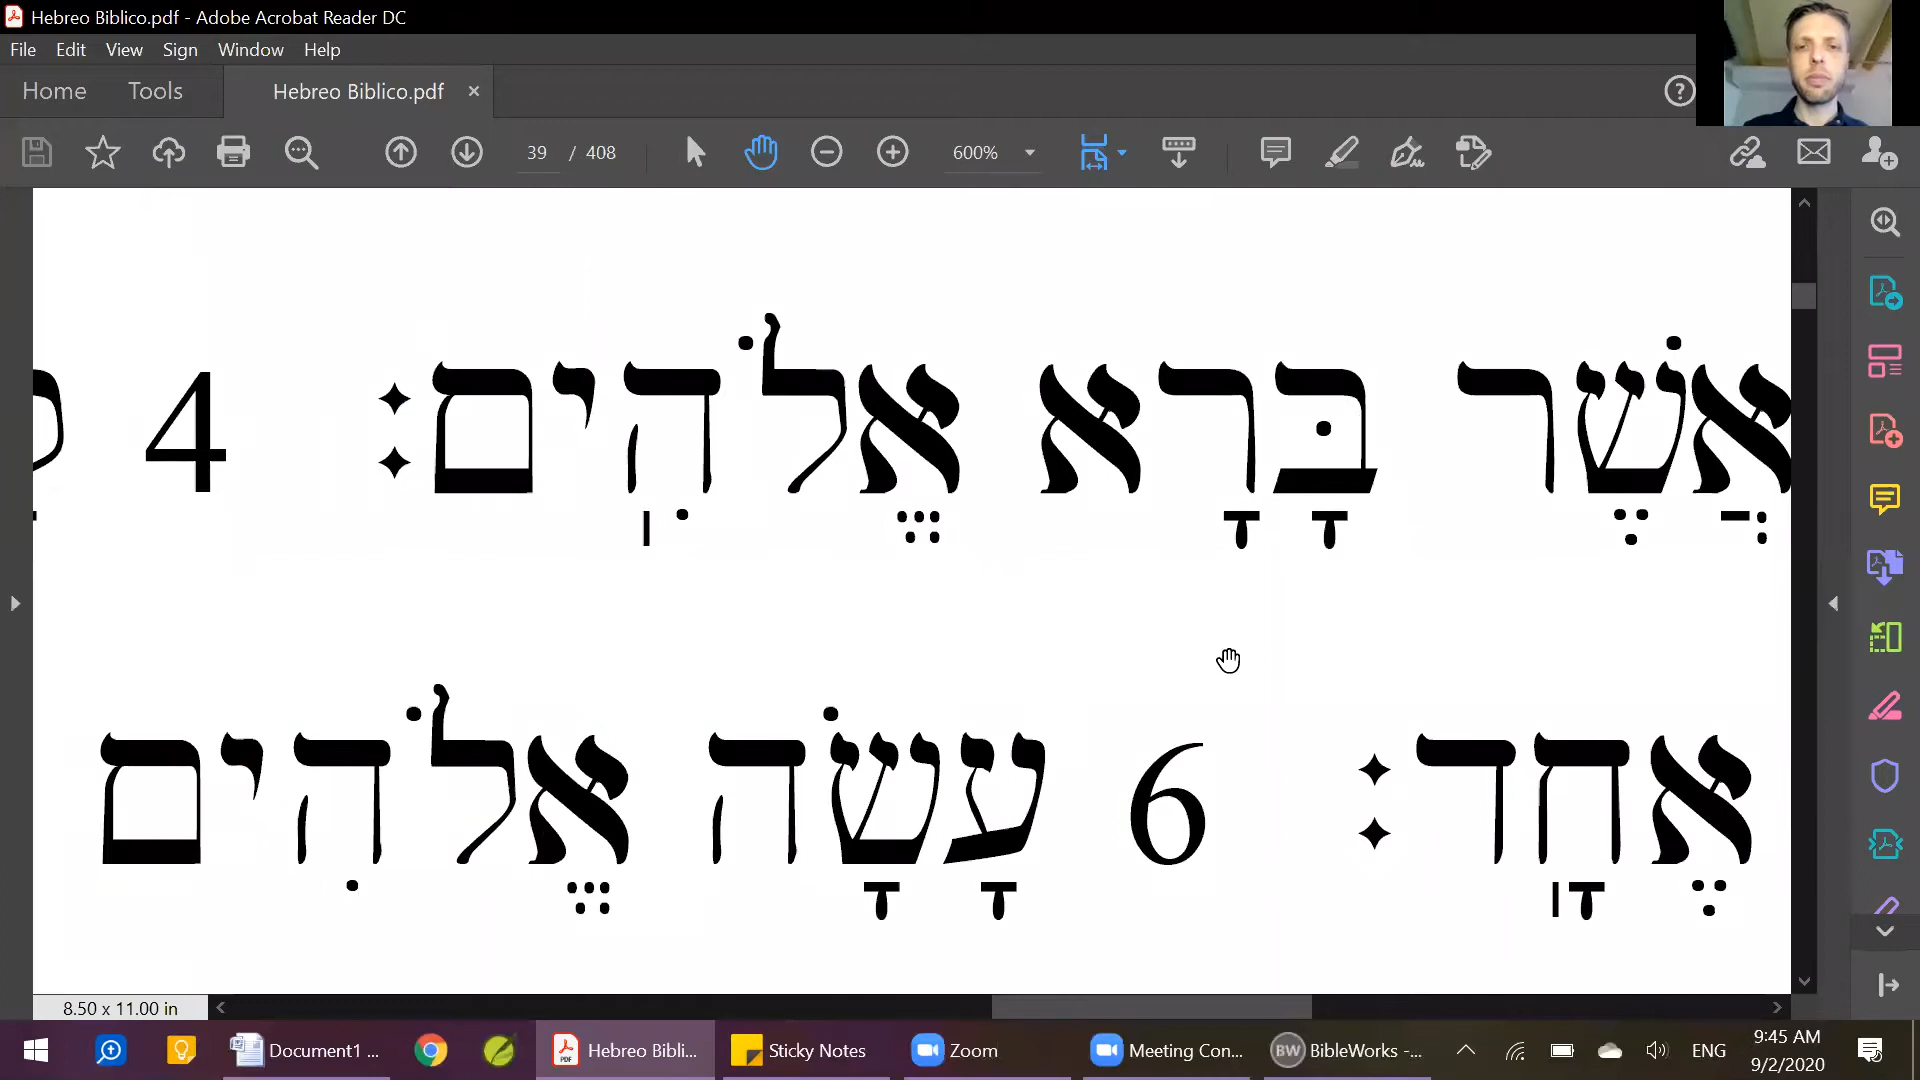 Hebreo Biblico.pdf - Adobe Acrobat Reader DC
File Edit View Sign Window Help
Home Tools Hebreo Biblico.pdf ×
39 / 408 600%
אֲשֶׁר בָּרָא אֱלֹהִֽים׃ 4
אֶחָֽד׃ 6 עָשָׂה אֱלֹהִים
8.50 x 11.00 in
Document1 ... Hebreo Bibli... Sticky Notes Zoom Meeting Con... BW BibleWorks -... ENG 9:45 AM
9/2/2020